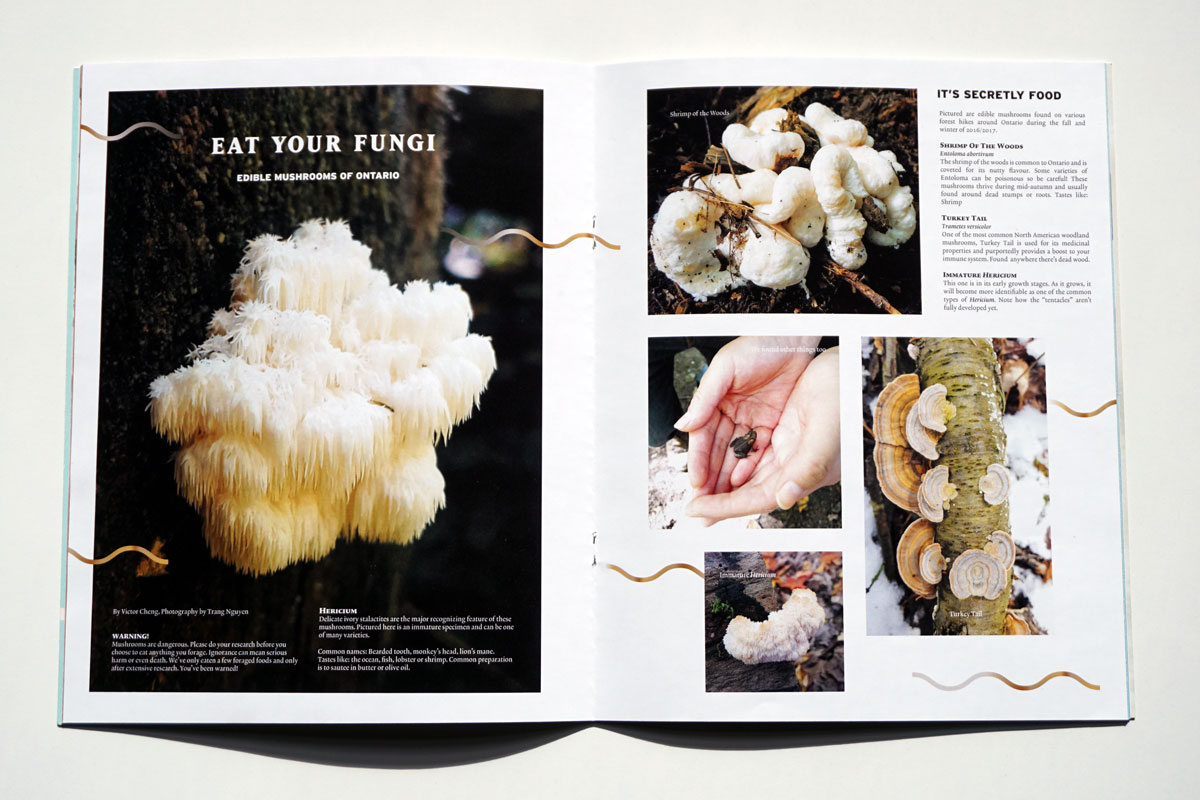 EAT YOUR FUNGI
EDIBLE MUSHROOMS OF ONTARIO
By Victor Cheng, Photography by Trang Nguyen
WARNING!
Mushrooms are dangerous. Please do your research before you
choose to eat anything you forage. Ignorance can mean serious
harm or even death. We've only eaten a few foraged foods and only
after extensive research. You've been warned!
HERICIUM
Delicate ivory stalactites are the major recognizing feature of these
mushrooms. Pictured here is an immature specimen and can be one
of many varieties.
Common names: Bearded tooth, monkey's head, lion's mane.
Tastes like: the ocean, fish, lobster or shrimp. Common preparation
is to sautee in butter or olive oil.
Shrimp of the Woods
We found other things too
Immature Hericium
Turkey Tail
IT'S SECRETLY FOOD
Pictured are edible mushrooms found on various
forest hikes around Ontario during the fall and
winter of 2016/2017.
SHRIMP OF THE WOODS
Entoloma abortivum
The shrimp of the woods is common to Ontario and is
coveted for its nutty flavour. Some varieties of
Entoloma can be poisonous so be careful! These
mushrooms thrive during mid-autumn and usually
found around dead stumps or roots. Tastes like:
Shrimp
TURKEY TAIL
Trametes versicolor
One of the most common North American woodland
mushrooms, Turkey Tail is used for its medicinal
properties and purportedly provides a boost to your
immune system. Found anywhere there's dead wood.
IMMATURE HERICIUM
This one is in its early growth stages. As it grows, it
will become more identifiable as one of the common
types of Hericium. Note how the "tentacles" aren't
fully developed yet.